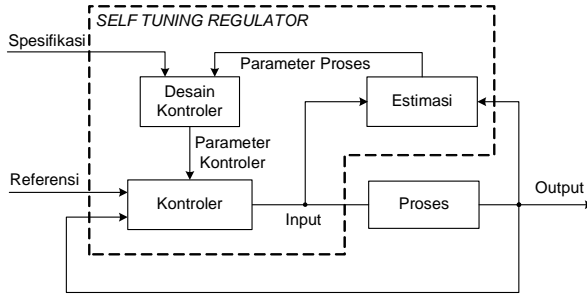 SELF TUNING REGULATOR
Spesifikasi
Parameter Proses
Desain
Kontroler
Estimasi
Parameter
Kontroler
Referensi
Kontroler
Input
Proses
Output